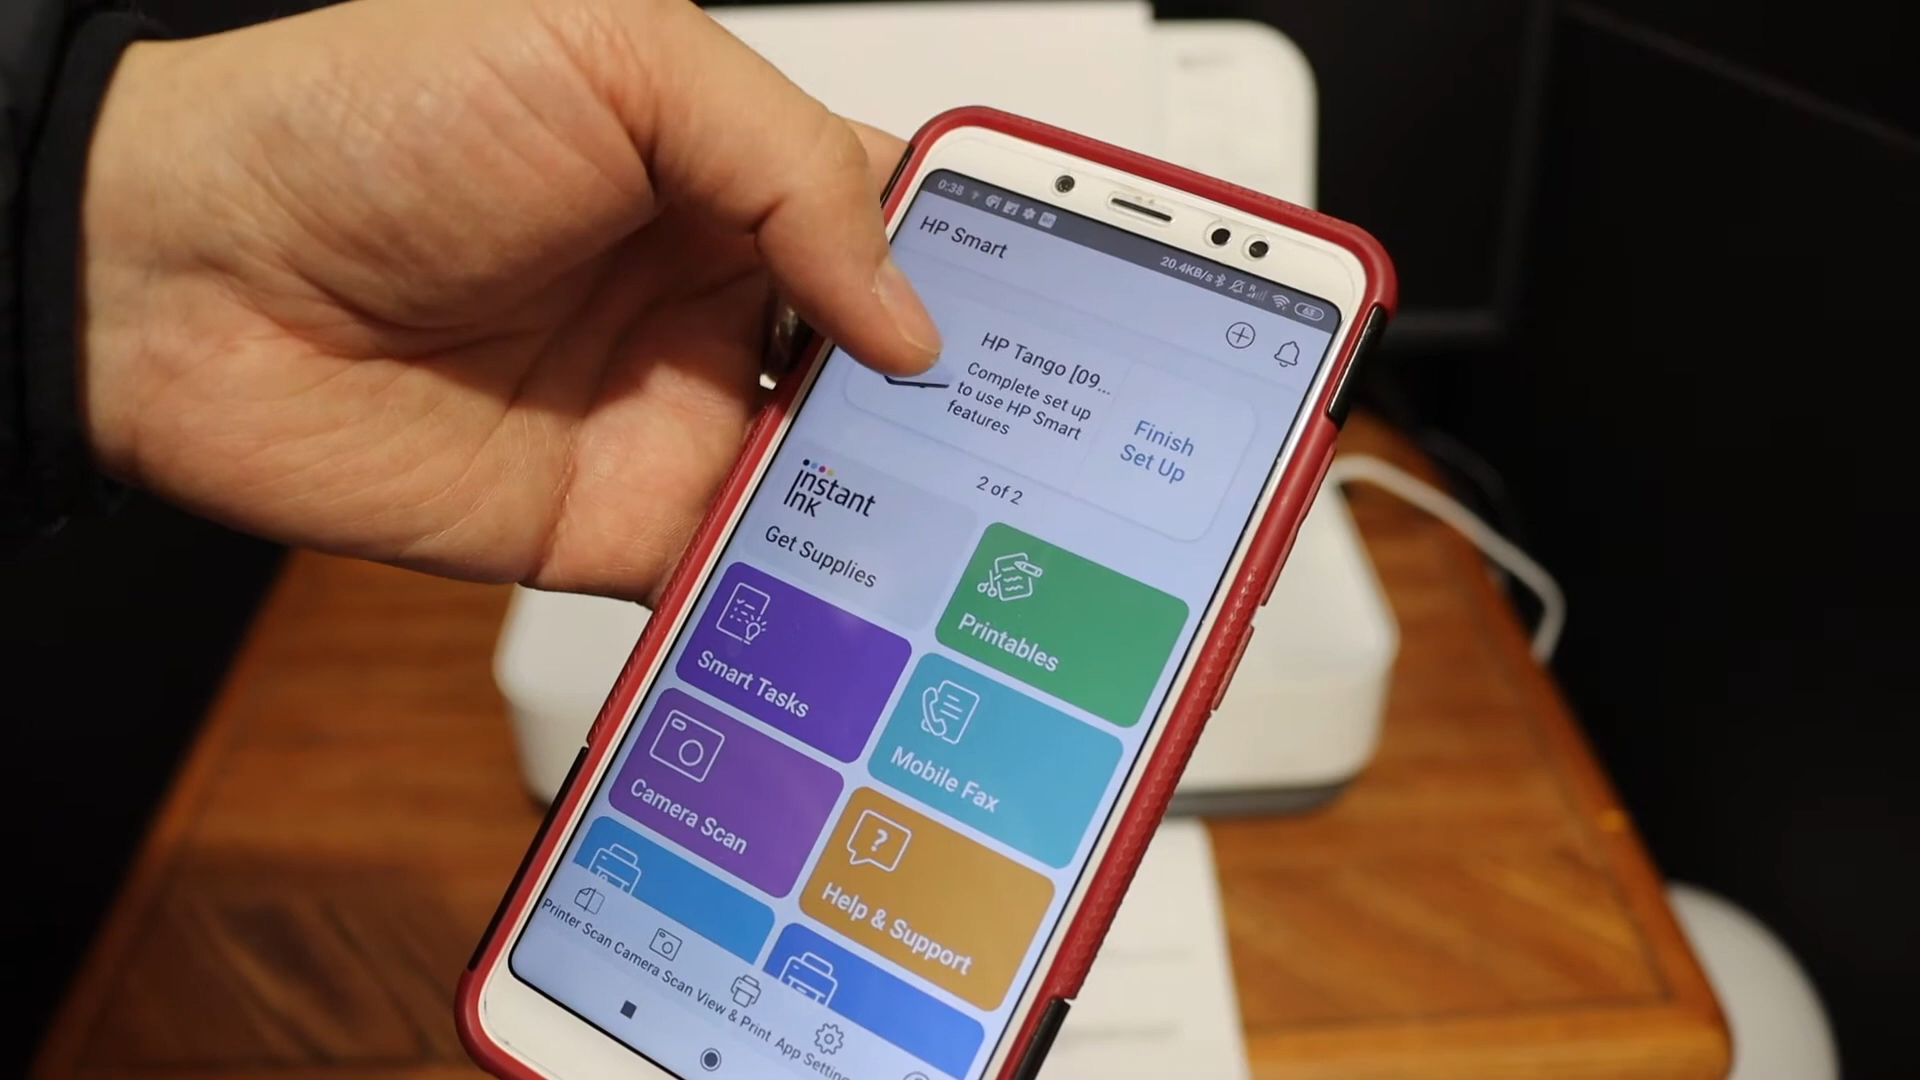 0:38
20.4KB/s
63
HP Smart
HP Tango [09...
Complete set up
to use HP Smart
features
Finish
Set Up
2 of 2
Instant
Ink
Get Supplies
Printables
Smart Tasks
Mobile Fax
Camera Scan
Help & Support
Printer Scan
Camera Scan
View & Print
App Setting